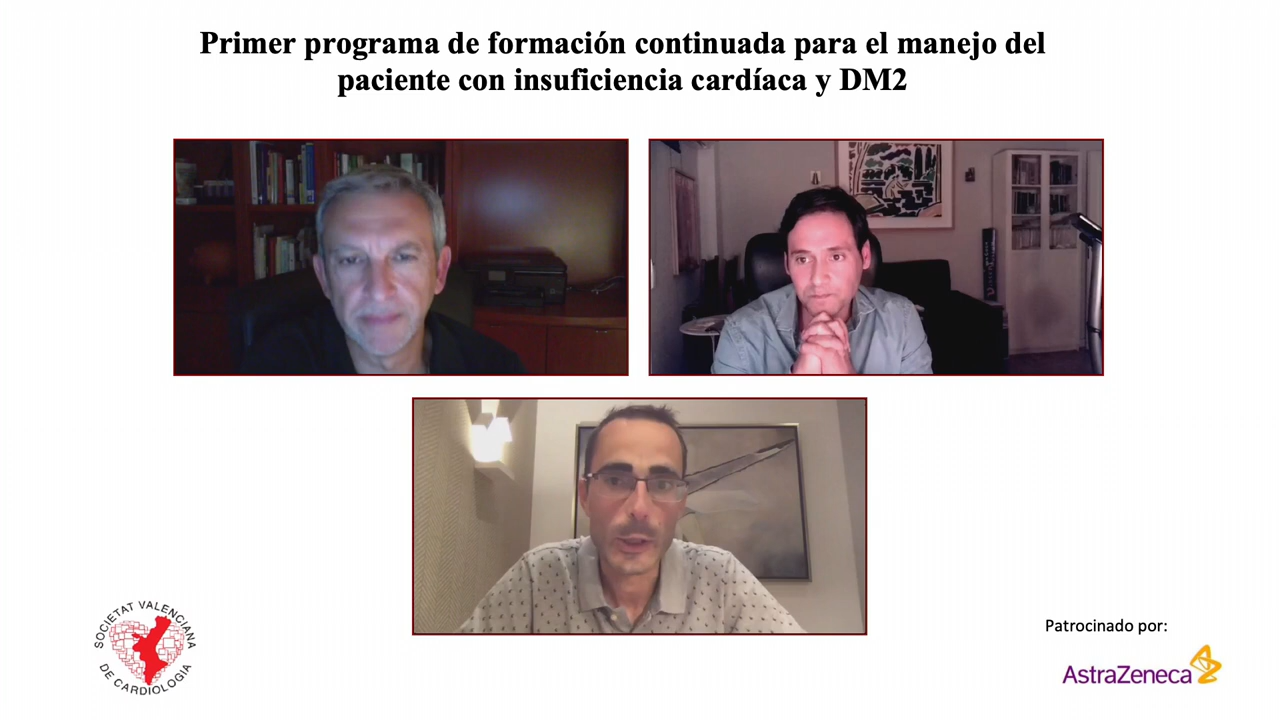 Primer programa de formación continuada para el manejo del
paciente con insuficiencia cardíaca y DM2
SOCIETAT VALENCIANA
DE CARDIOLOGIA
Patrocinado por:
AstraZeneca